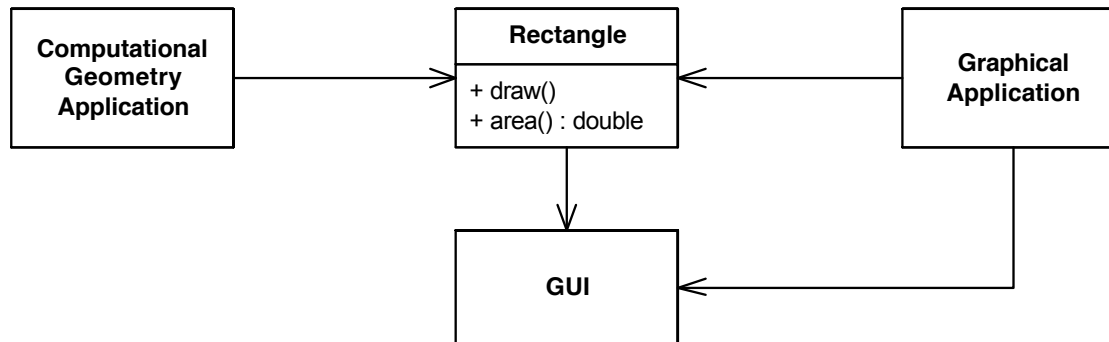 Computational
Geometry
Application
Rectangle
+ draw()
+ area() : double
Graphical
Application
GUI